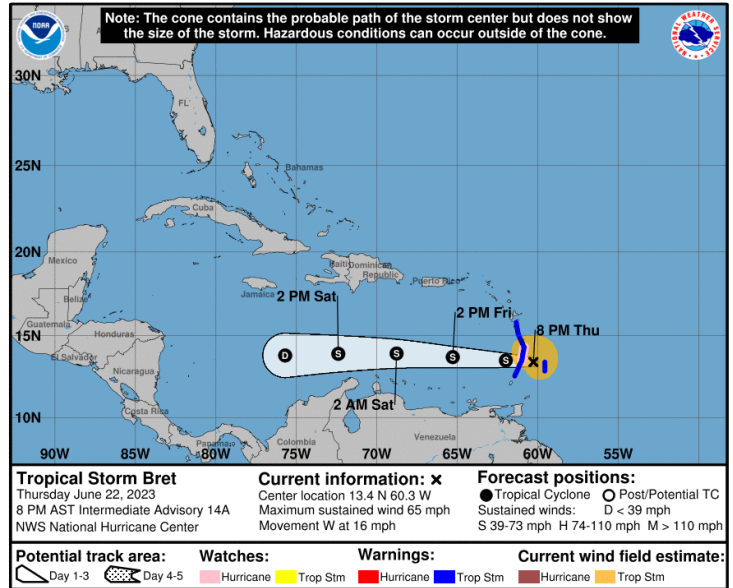 Note: The cone contains the probable path of the storm center but does not show
the size of the storm. Hazardous conditions can occur outside of the cone.
NOAA
NATIONAL WEATHER SERVICE
30N
FL
25N
Bahamas
Cuba
20N
Mexico
Haiti Dominican
Republic
Puerto Rico
Jamaica
Belize
2 PM Sat
2 PM Fri
8 PM Thu
Guatemala
15N
Honduras
El Salvador
D S S S S
Nicaragua
2 AM Sat
10N
Costa Rica
Panama
Colombia
Venezuela
90W 85W 80W 75W 70W 65W 60W 55W
Tropical Storm Bret
Thursday June 22, 2023
8 PM AST Intermediate Advisory 14A
NWS National Hurricane Center
Current information: x
Center location 13.4 N 60.3 W
Maximum sustained wind 65 mph
Movement W at 16 mph
Forecast positions:
Tropical Cyclone Post/Potential TC
Sustained winds: D < 39 mph
S 39-73 mph H 74-110 mph M > 110 mph
Potential track area:
Day 1-3 Day 4-5
Watches:
Hurricane Trop Stm
Warnings:
Hurricane Trop Stm
Current wind field estimate:
Hurricane Trop Stm